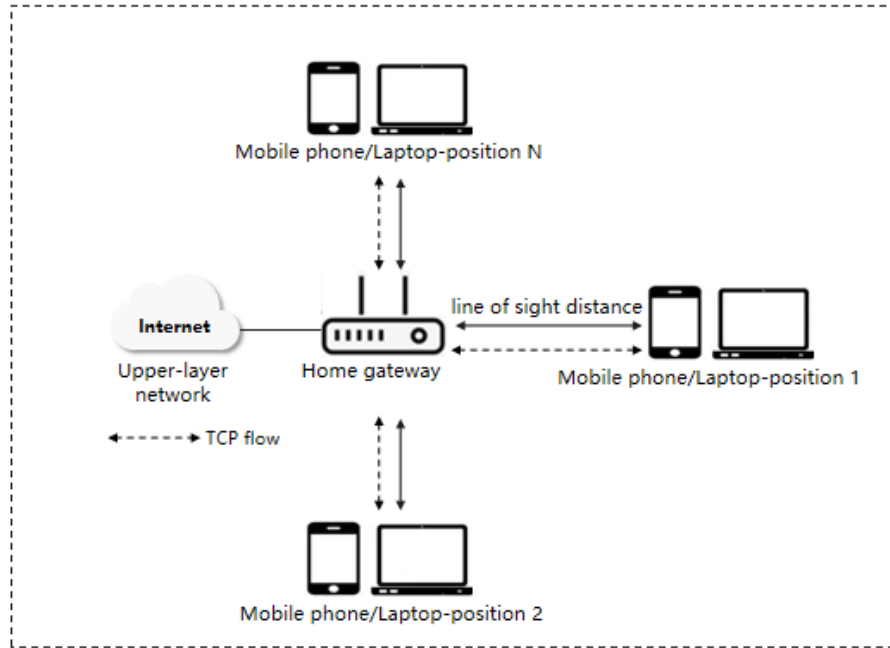 Mobile phone/Laptop-position N
line of sight distance
Internet
Upper-layer
network
Home gateway
Mobile phone/Laptop-position 1
TCP flow
Mobile phone/Laptop-position 2